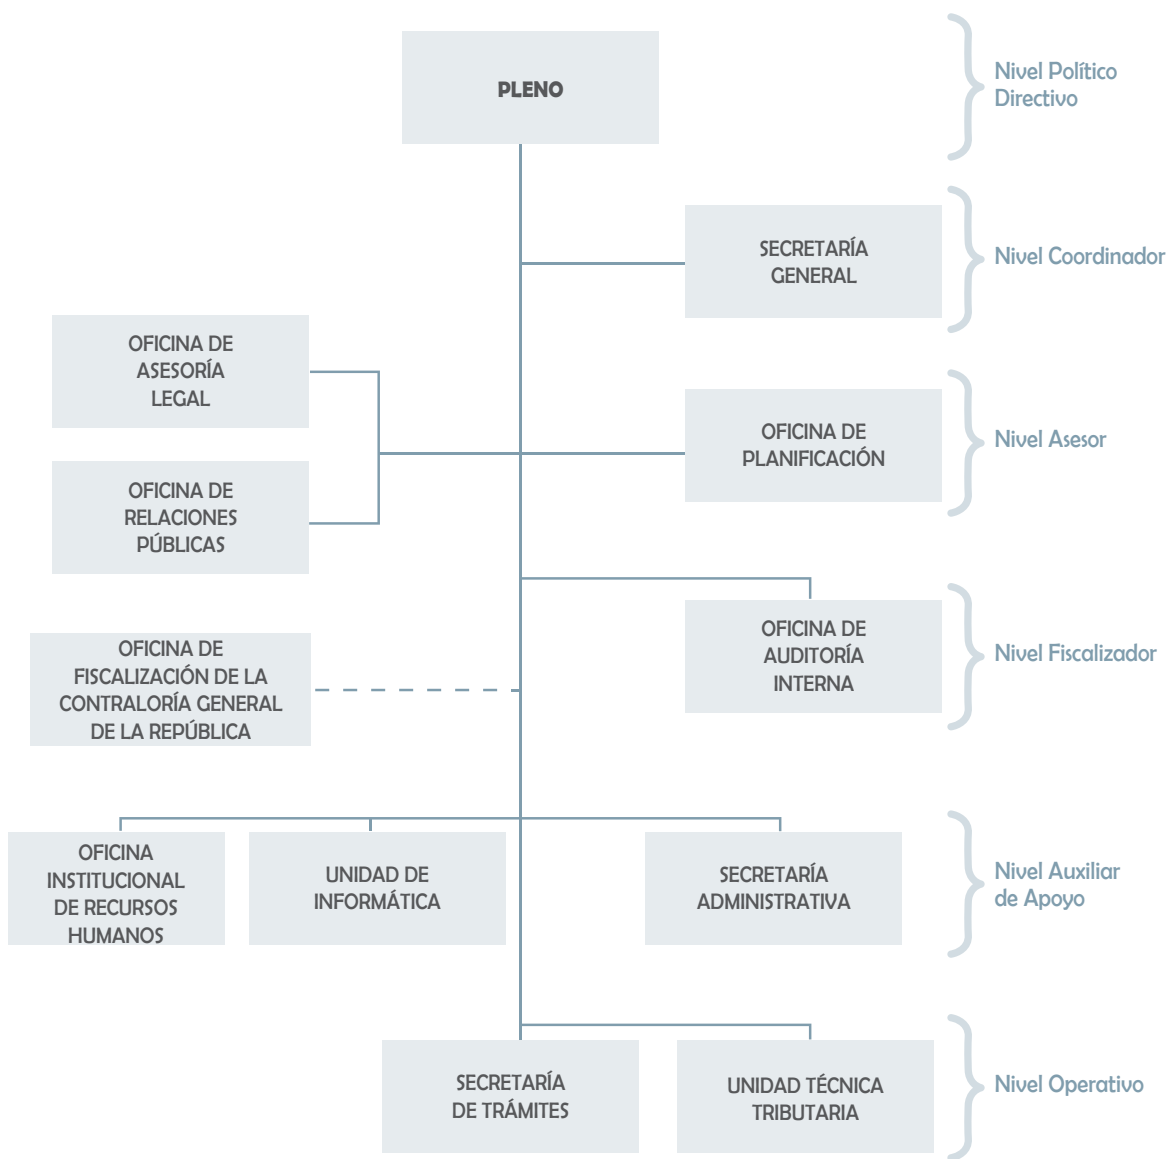 PLENO
Nivel Político
Directivo
SECRETARÍA
GENERAL
Nivel Coordinador
OFICINA DE
ASESORÍA
LEGAL
OFICINA DE
PLANIFICACIÓN
Nivel Asesor
OFICINA DE
RELACIONES
PÚBLICAS
OFICINA DE
FISCALIZACIÓN DE LA
CONTRALORÍA GENERAL
DE LA REPÚBLICA
OFICINA DE
AUDITORÍA
INTERNA
Nivel Fiscalizador
OFICINA
INSTITUCIONAL
DE RECURSOS
HUMANOS
UNIDAD DE
INFORMÁTICA
SECRETARÍA
ADMINISTRATIVA
Nivel Auxiliar
de Apoyo
SECRETARÍA
DE TRÁMITES
UNIDAD TÉCNICA
TRIBUTARIA
Nivel Operativo